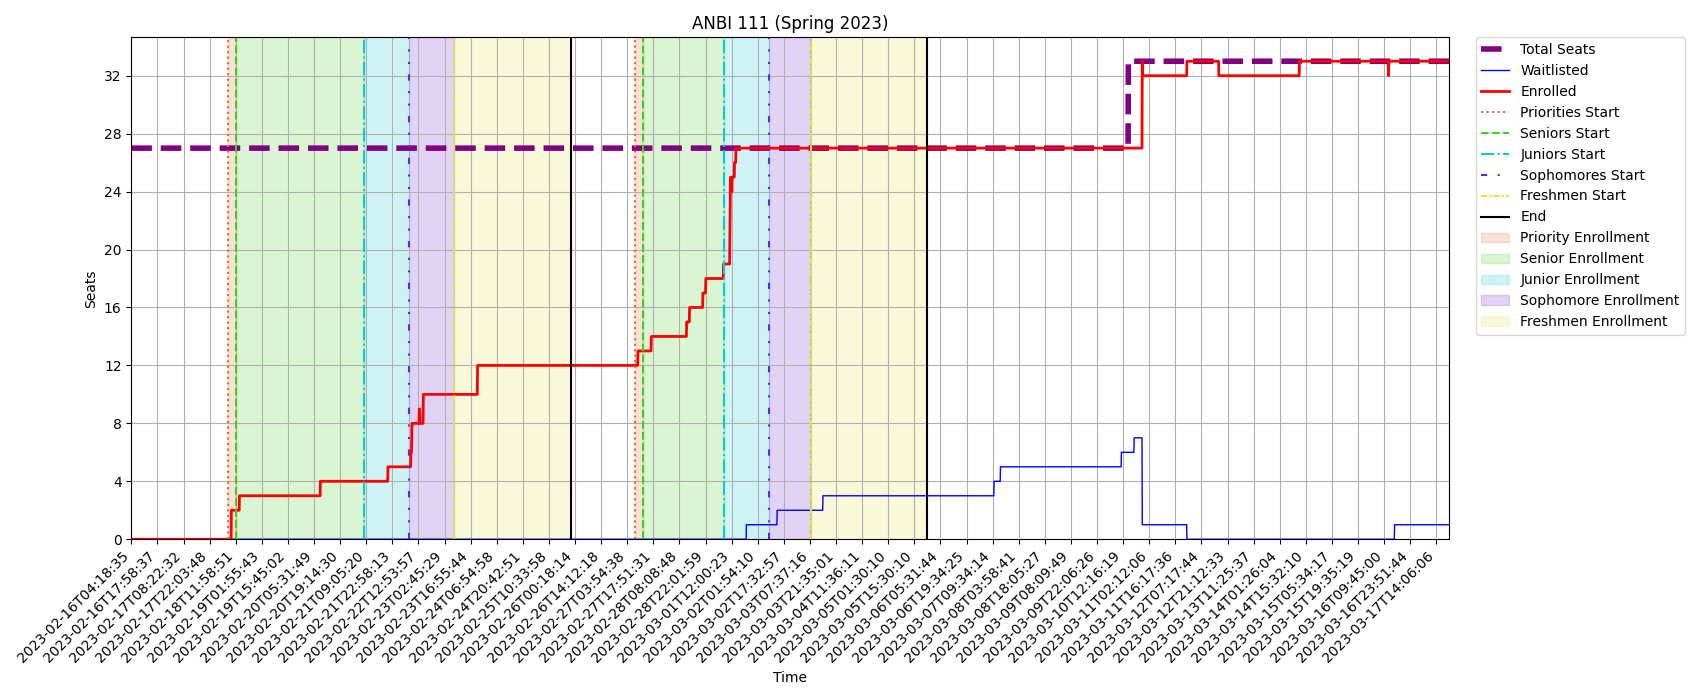 ANBI 111 (Spring 2023)
Seats
32
28
24
20
16
12
8
4
0
2023-02-16T04:18:35
2023-02-16T17:58:37
2023-02-17T08:22:32
2023-02-17T22:03:48
2023-02-18T11:58:51
2023-02-19T01:55:43
2023-02-19T15:45:02
2023-02-20T05:31:49
2023-02-20T19:14:30
2023-02-21T09:05:20
2023-02-21T22:58:13
2023-02-22T12:53:57
2023-02-23T02:45:29
2023-02-23T16:55:44
2023-02-24T06:54:58
2023-02-24T20:42:51
2023-02-25T10:33:58
2023-02-26T00:18:14
2023-02-26T14:12:18
2023-02-27T03:54:38
2023-02-27T17:51:31
2023-02-28T08:08:48
2023-02-28T22:01:59
2023-03-01T12:00:23
2023-03-02T01:54:10
2023-03-02T17:32:57
2023-03-03T07:37:16
2023-03-03T21:35:01
2023-03-04T11:36:11
2023-03-05T01:30:10
2023-03-05T15:30:10
2023-03-06T05:31:44
2023-03-06T19:34:25
2023-03-07T09:34:14
2023-03-08T03:58:41
2023-03-08T18:05:27
2023-03-09T08:09:49
2023-03-09T22:06:26
2023-03-10T12:16:19
2023-03-11T02:12:06
2023-03-11T16:17:36
2023-03-12T07:17:44
2023-03-12T21:12:33
2023-03-13T11:25:37
2023-03-14T01:26:04
2023-03-14T15:32:10
2023-03-15T05:34:17
2023-03-15T19:35:19
2023-03-16T09:45:00
2023-03-16T23:51:44
2023-03-17T14:06:06
Time
Total Seats
Waitlisted
Enrolled
Priorities Start
Seniors Start
Juniors Start
Sophomores Start
Freshmen Start
End
Priority Enrollment
Senior Enrollment
Junior Enrollment
Sophomore Enrollment
Freshmen Enrollment